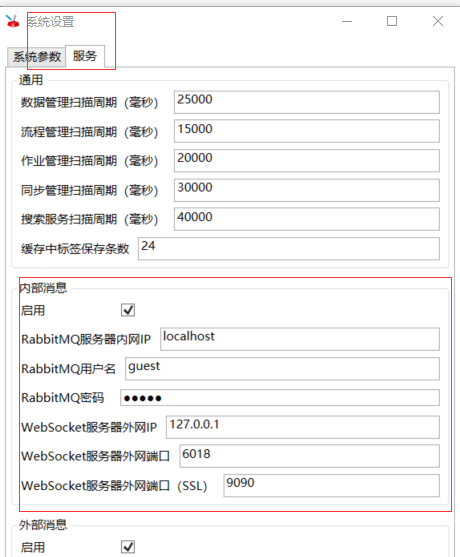 系统设置
系统参数 服务
通用
数据管理扫描周期（毫秒） 25000
流程管理扫描周期（毫秒） 15000
作业管理扫描周期（毫秒） 20000
同步管理扫描周期（毫秒） 30000
搜索服务扫描周期（毫秒） 40000
缓存中标签保存条数 24
内部消息
启用
RabbitMQ服务器内网IP localhost
RabbitMQ用户名 guest
RabbitMQ密码 ●●●●●
WebSocket服务器外网IP 127.0.0.1
WebSocket服务器外网端口 6018
WebSocket服务器外网端口（SSL） 9090
外部消息
启用